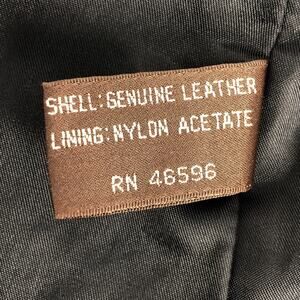 SHELL:GENUINE LEATHER
LINING:NYLON ACETATE
RN 46596